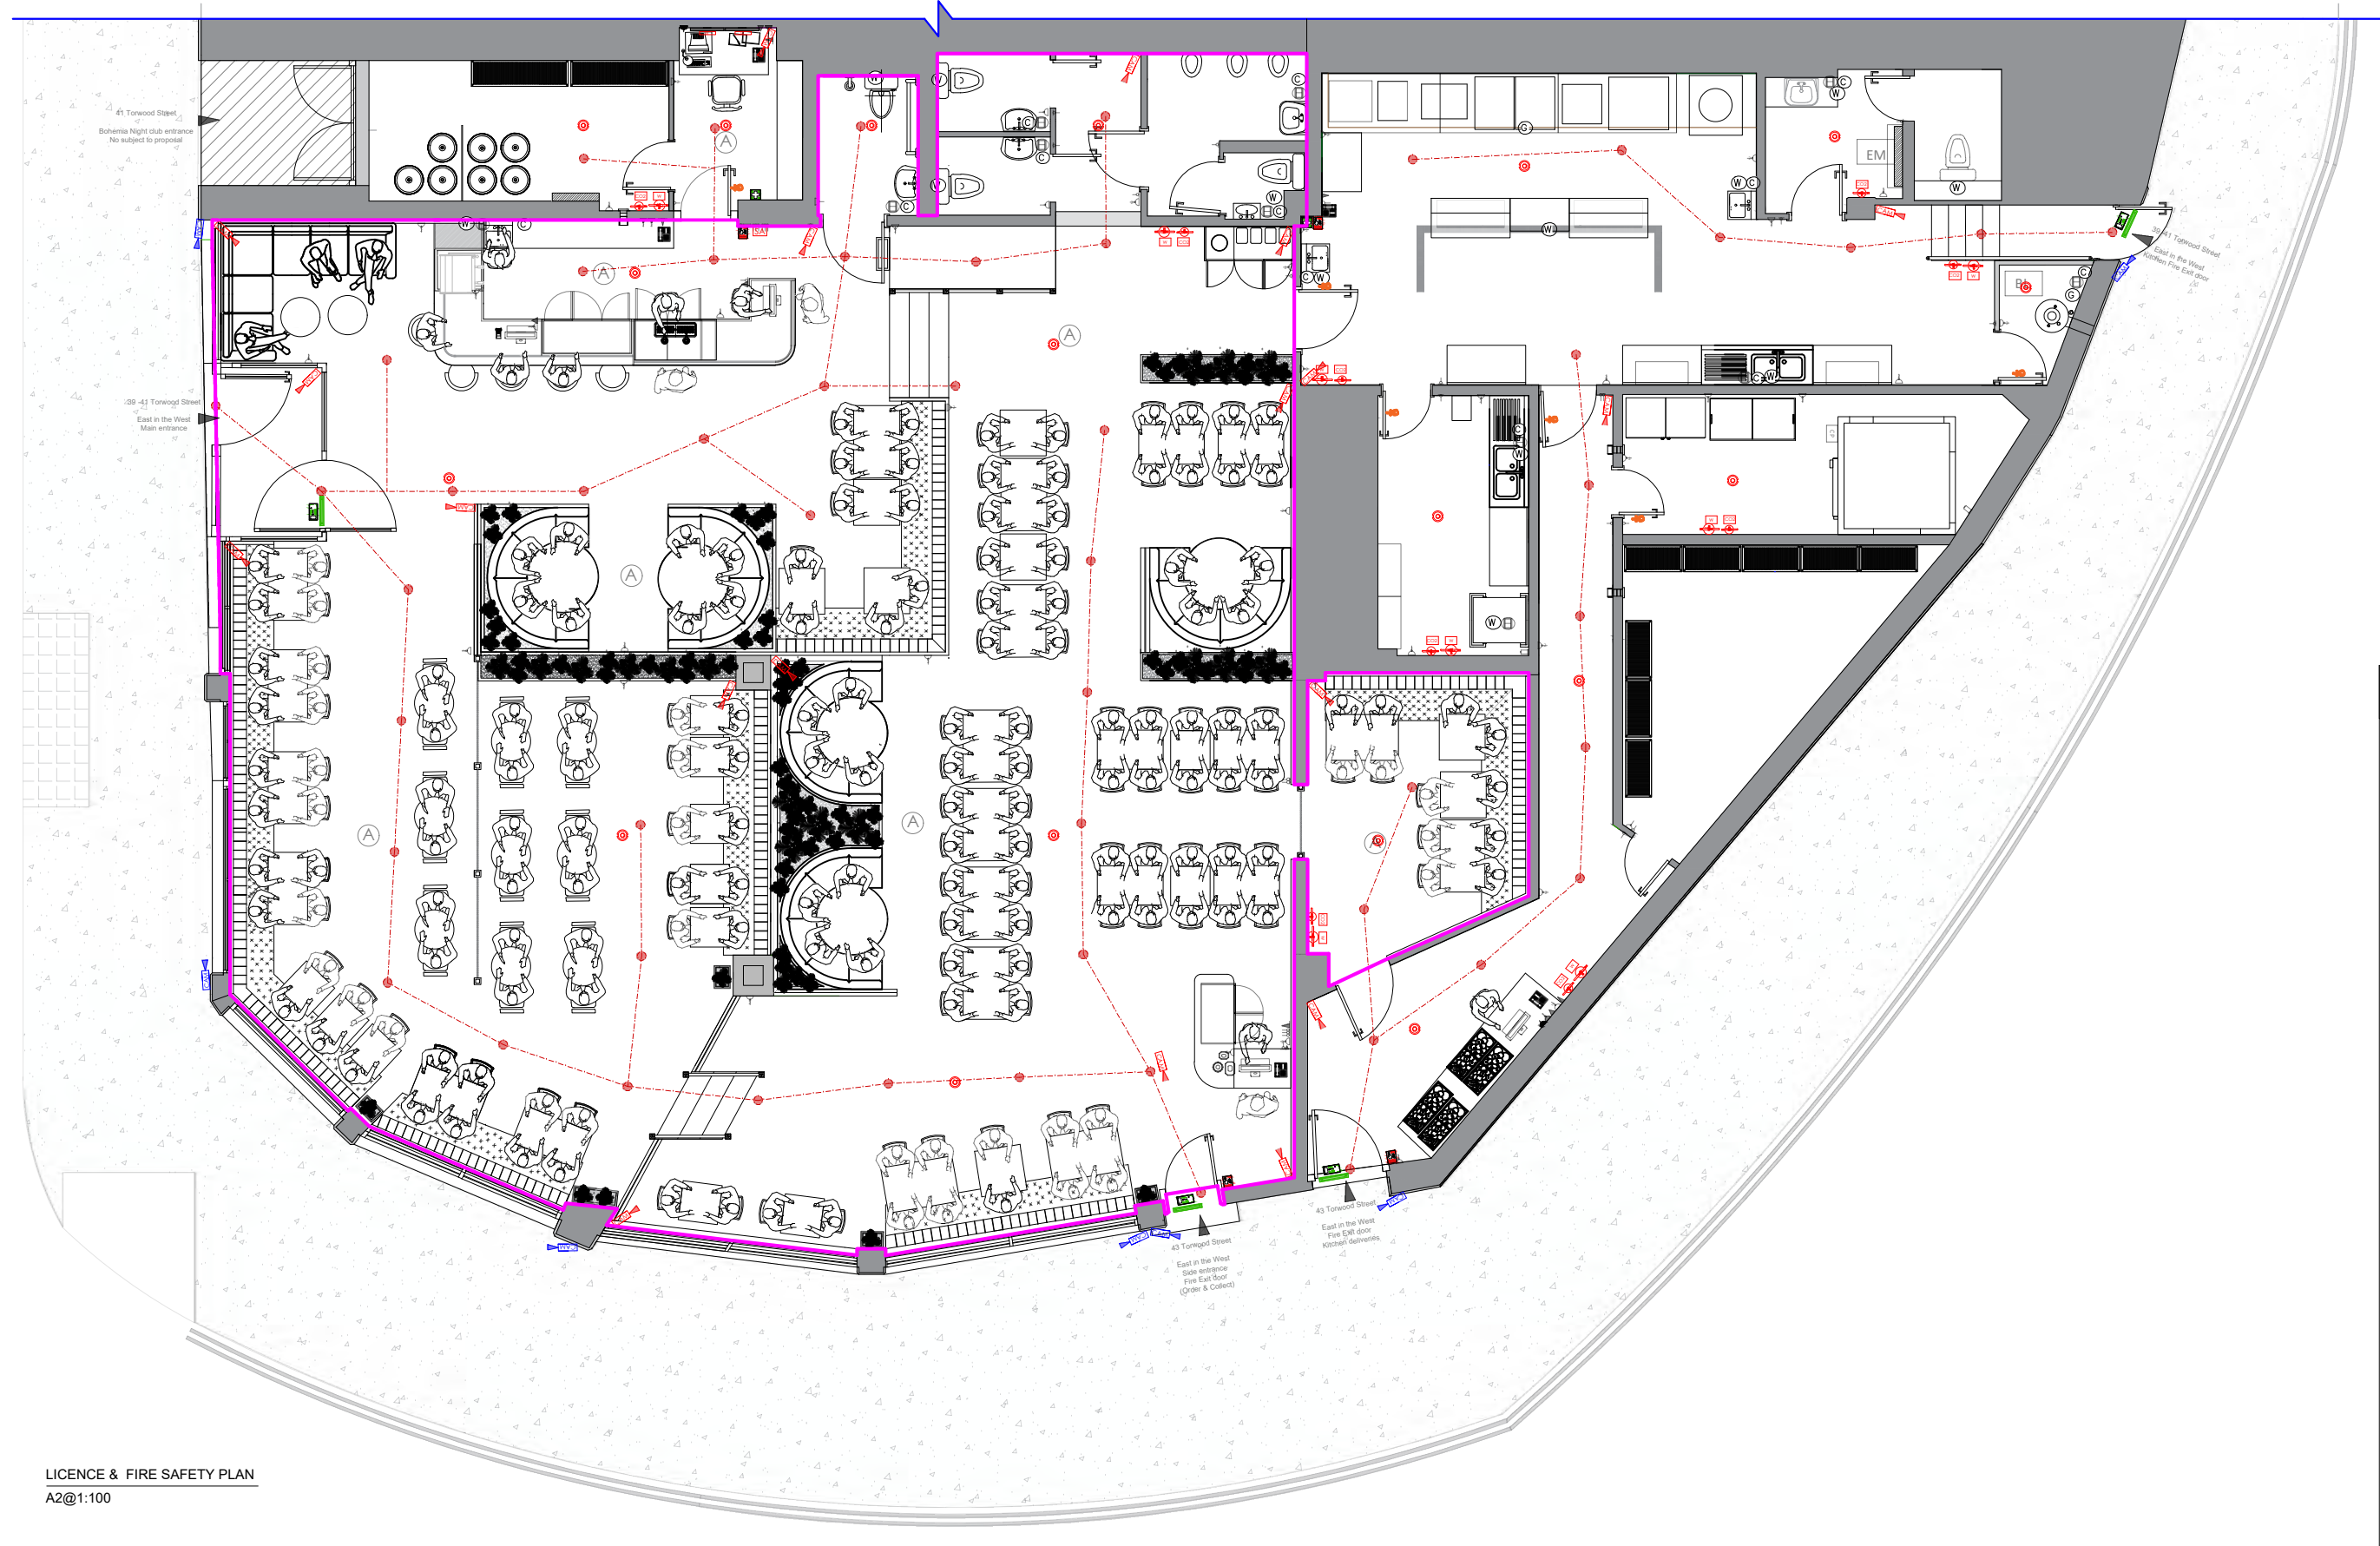 41 Torwood Street
Bohemia Night club entrance
No subject to proposal
39 -41 Torwood Street
East in the West
Main entrance
39 -41 Torwood Street
East in the West
Kitchen Fire Exit door
43 Torwood Street
East in the West
Side entrance
Fire Exit door
(Order & Collect)
43 Torwood Street
East in the West
Fire Exit door
Kitchen deliveries
EM
CP
LICENCE & FIRE SAFETY PLAN
A2@1:100